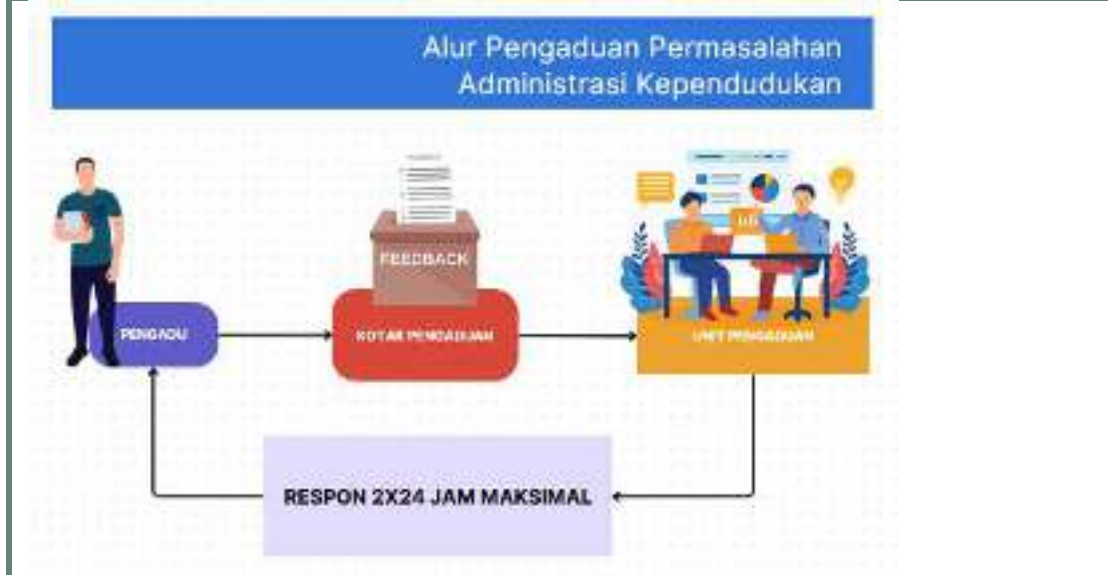 Alur Pengaduan Permasalahan
Administrasi Kependudukan
FEEDBACK
PENGADU
KOTAK PENGADUAN
UNIT PENGADUAN
RESPON 2X24 JAM MAKSIMAL